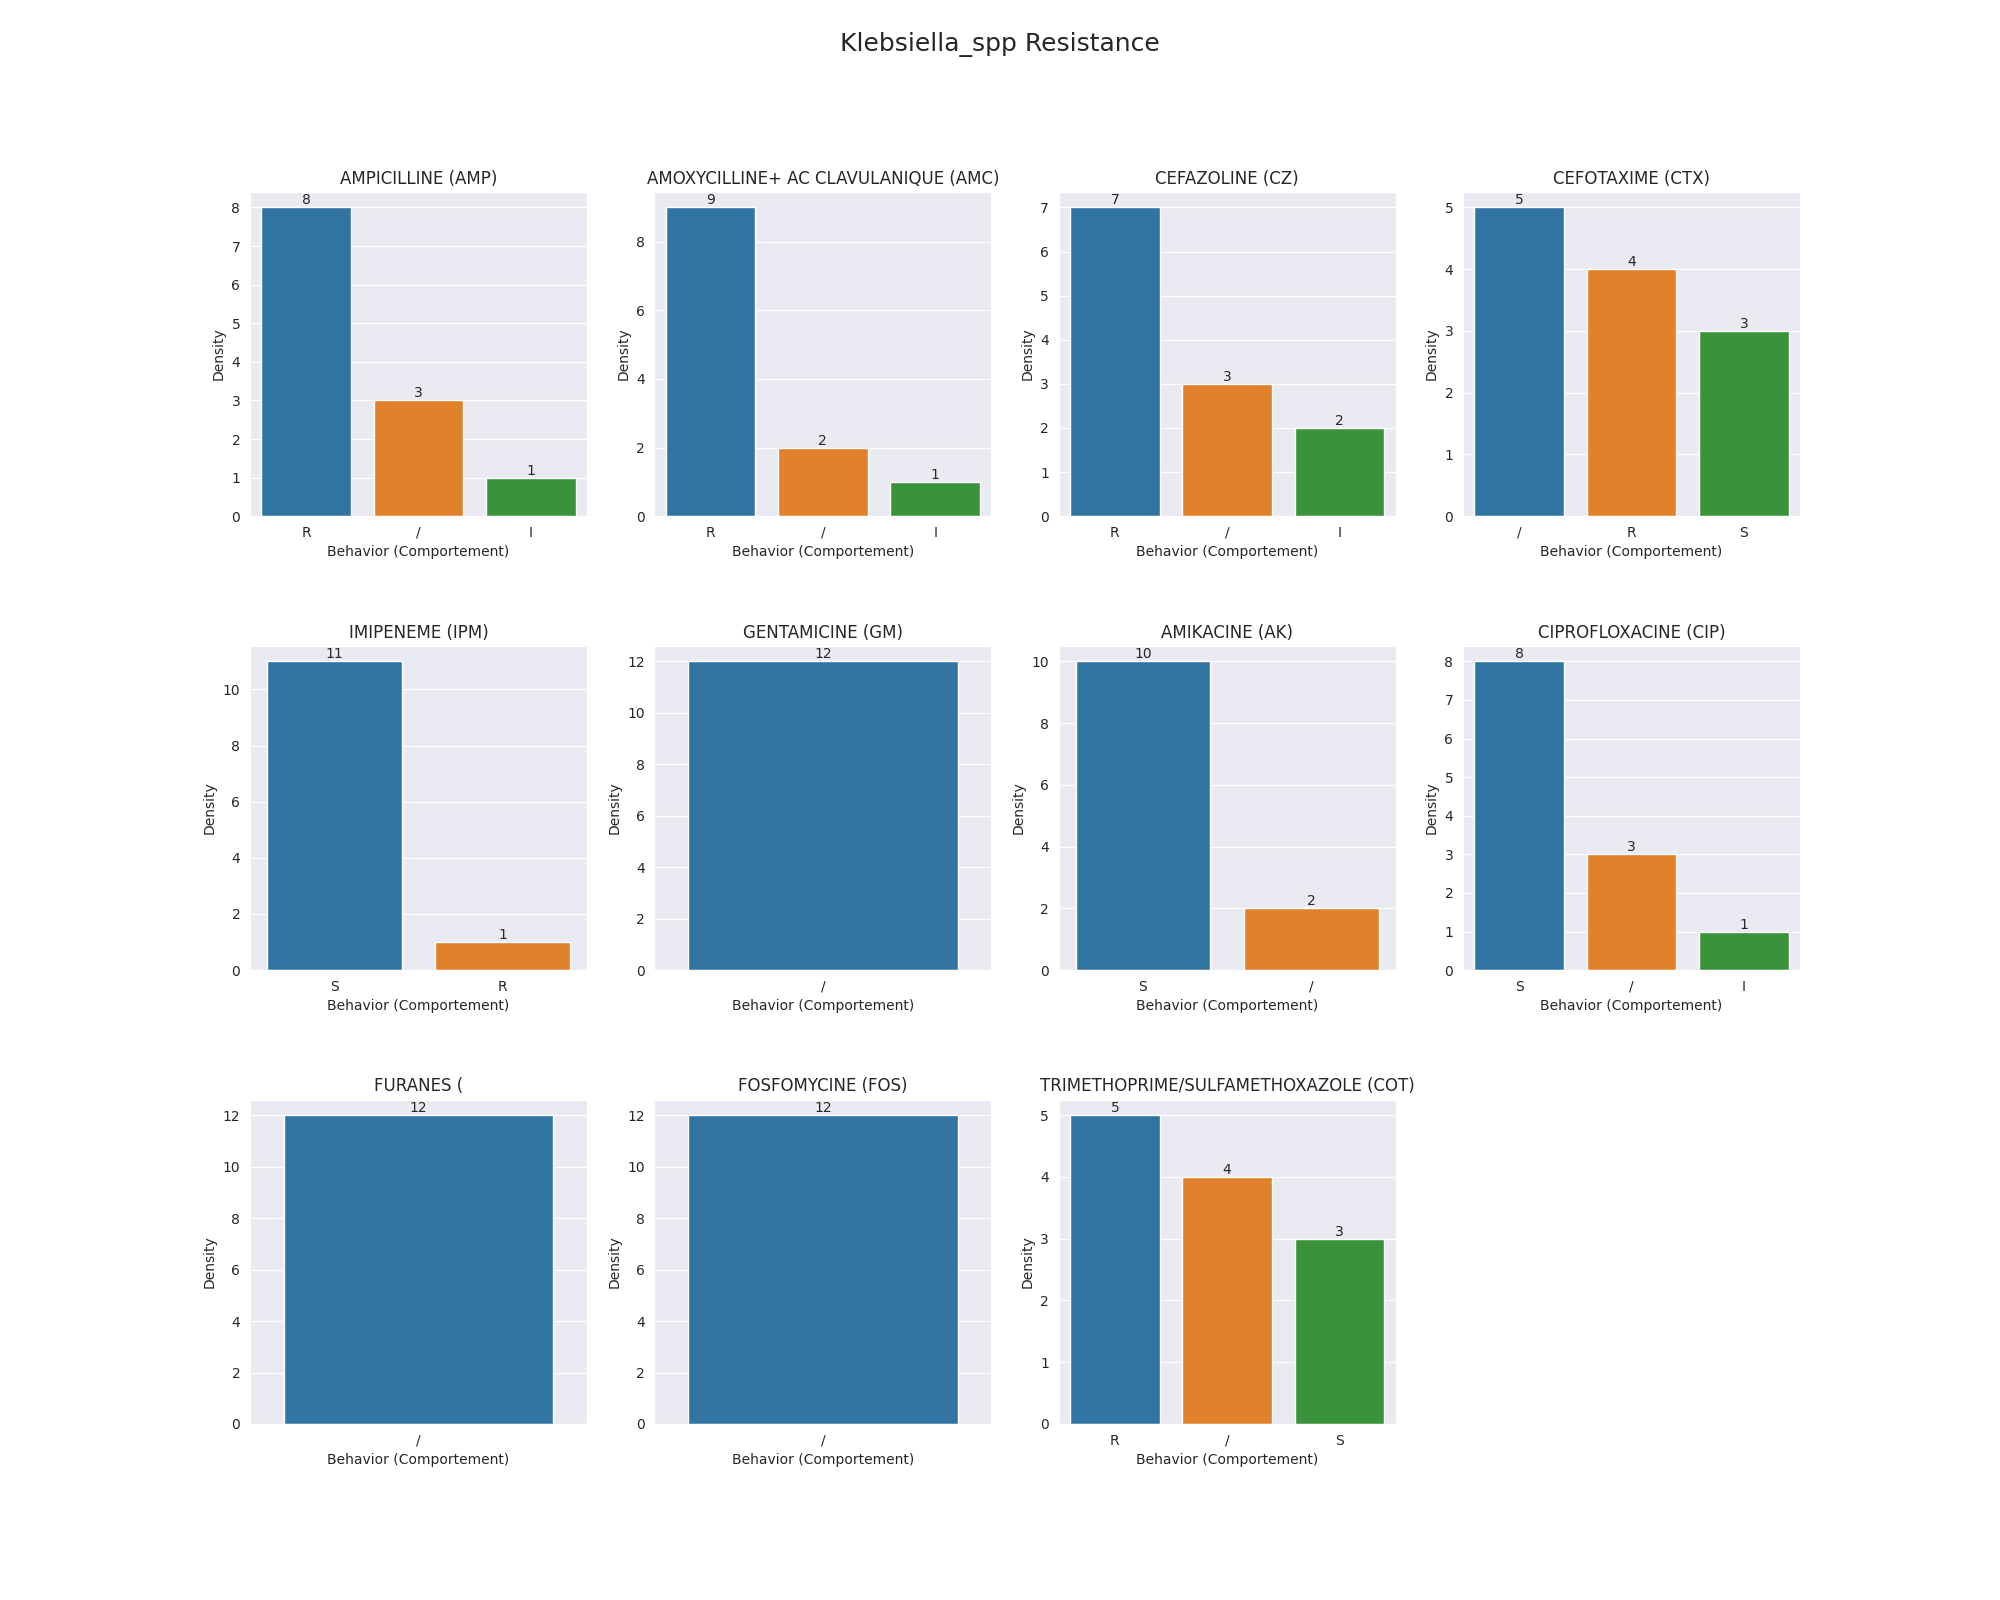 Klebsiella_spp Resistance
AMPICILLINE (AMP)
8
7
6
5
4
3
2
1
0
Density
8
3
1
R / I
Behavior (Comportement)
AMOXYCILLINE+ AC CLAVULANIQUE (AMC)
8
6
4
2
0
Density
9
2
1
R / I
Behavior (Comportement)
CEFAZOLINE (CZ)
7
6
5
4
3
2
1
0
Density
7
3
2
R / I
Behavior (Comportement)
CEFOTAXIME (CTX)
5
4
3
2
1
0
Density
5
4
3
/ R S
Behavior (Comportement)
IMIPENEME (IPM)
10
8
6
4
2
0
Density
11
1
S R
Behavior (Comportement)
GENTAMICINE (GM)
12
10
8
6
4
2
0
Density
12
/
Behavior (Comportement)
AMIKACINE (AK)
10
8
6
4
2
0
Density
10
2
S /
Behavior (Comportement)
CIPROFLOXACINE (CIP)
8
7
6
5
4
3
2
1
0
Density
8
3
1
S / I
Behavior (Comportement)
FURANES (
12
10
8
6
4
2
0
Density
12
/
Behavior (Comportement)
FOSFOMYCINE (FOS)
12
10
8
6
4
2
0
Density
12
/
Behavior (Comportement)
TRIMETHOPRIME/SULFAMETHOXAZOLE (COT)
5
4
3
2
1
0
Density
5
4
3
R / S
Behavior (Comportement)